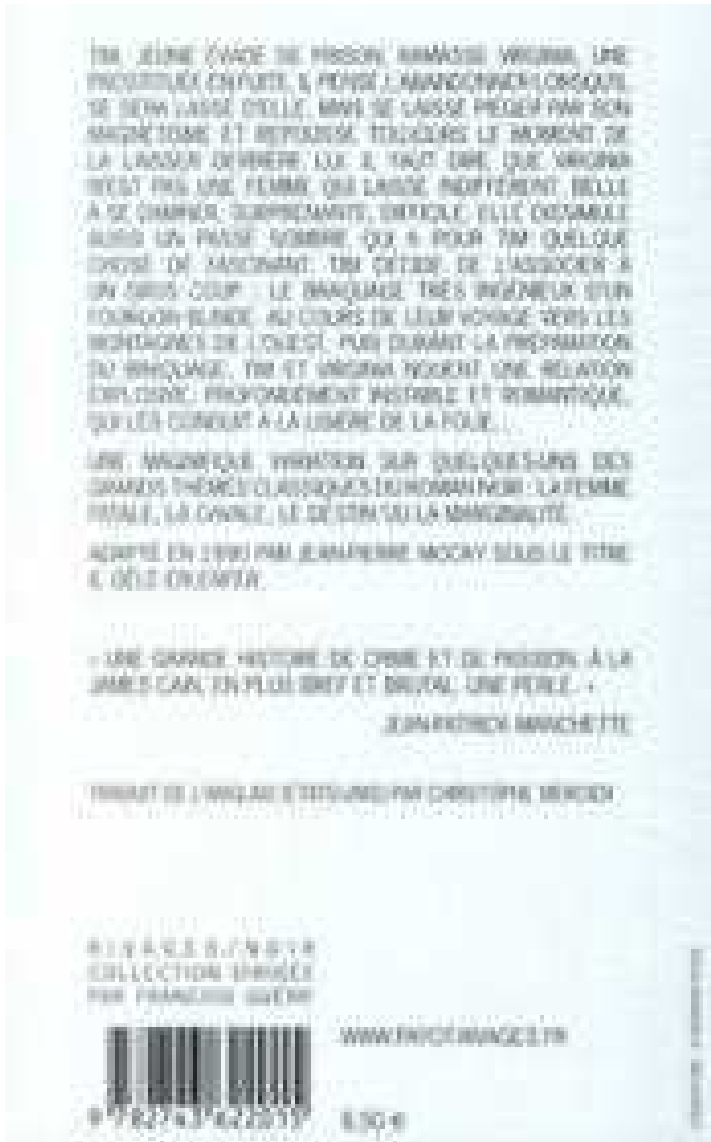 TIM, JEUNE ÉVADÉ DE PRISON, RAMASSE VIRGINIA, UNE
PROSTITUÉE EN FUITE. IL PENSE L'ABANDONNER LORSQU'IL
SE SERA LASSÉ D'ELLE, MAIS SE LAISSE PIÉGER PAR SON
MAGNÉTISME ET REPOUSSE TOUJOURS LE MOMENT DE
LA LAISSER DERRIÈRE LUI. IL FAUT DIRE QUE VIRGINIA
N'EST PAS UNE FEMME QUI LAISSE INDIFFÉRENT. BELLE
À SE DAMNER, SURPRENANTE, DIFFICILE, ELLE DISSIMULE
AUSSI UN PASSÉ SOMBRE QUI A POUR TIM QUELQUE
CHOSE DE FASCINANT. TIM DÉCIDE DE L'ASSOCIER À
UN GROS COUP : LE BRAQUAGE TRÈS INGÉNIEUX D'UN
FOURGON BLINDÉ. AU COURS DE LEUR VOYAGE VERS LES
MONTAGNES DE L'OUEST, PUIS DURANT LA PRÉPARATION
DU BRAQUAGE, TIM ET VIRGINIA NOUENT UNE RELATION
EXPLOSIVE, PROFONDÉMENT INSTABLE ET ROMANTIQUE,
QUI LES CONDUIT À LA LISIÈRE DE LA FOLIE...
UNE MAGNIFIQUE VARIATION SUR QUELQUES-UNS DES
GRANDS THÈMES CLASSIQUES DU ROMAN NOIR : LA FEMME
FATALE, LA CAVALE, LE DESTIN OU LA MARGINALITÉ.
ADAPTÉ EN 1990 PAR JEAN-PIERRE MOCKY SOUS LE TITRE
IL GÈLE EN ENFER.
« UNE GRANDE HISTOIRE DE CRIME ET DE PASSION, À LA
JAMES CAIN, EN PLUS BREF ET BRUTAL. UNE PERLE. »
JEAN-PATRICK MANCHETTE
TRADUIT DE L'ANGLAIS (ÉTATS-UNIS) PAR CHRISTOPHE MERCIER
RIVAGES/NOIR
COLLECTION DIRIGÉE
PAR FRANÇOIS GUÉRIF
WWW.PAYOT-RIVAGES.FR
9 782743 622015
€